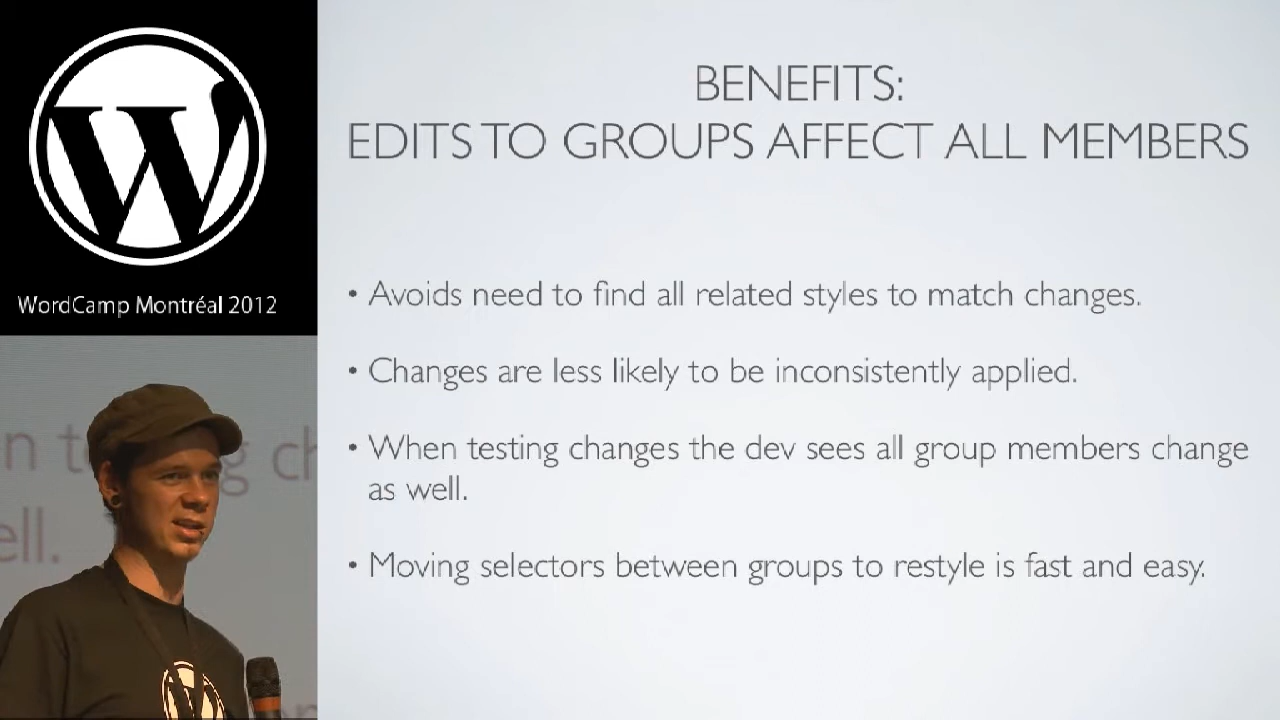 WordCamp Montréal 2012
BENEFITS:
EDITS TO GROUPS AFFECT ALL MEMBERS
• Avoids need to find all related styles to match changes.
• Changes are less likely to be inconsistently applied.
• When testing changes the dev sees all group members change
as well.
• Moving selectors between groups to restyle is fast and easy.
n t
g ch
ell.